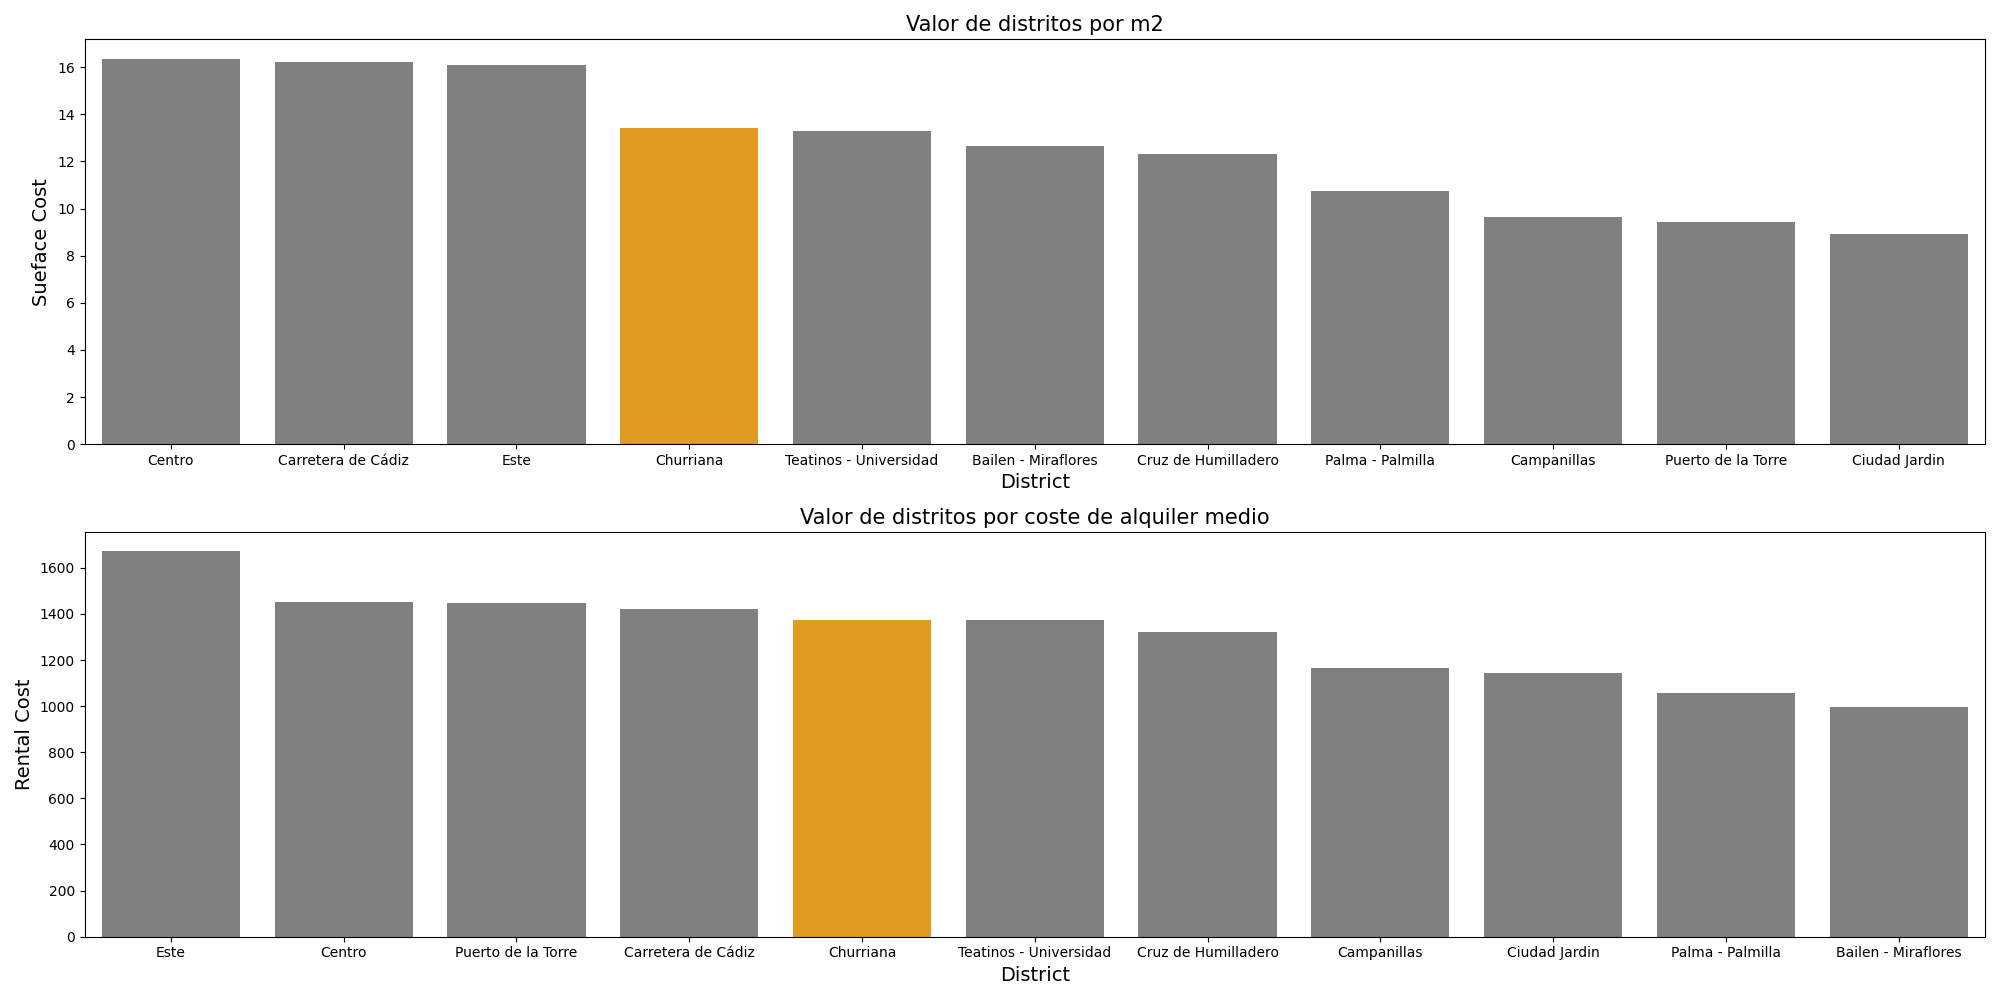 Valor de distritos por m2
Sueface Cost
16
14
12
10
8
6
4
2
0
Centro
Carretera de Cádiz
Este
Churriana
Teatinos - Universidad
Bailen - Miraflores
Cruz de Humilladero
Palma - Palmilla
Campanillas
Puerto de la Torre
Ciudad Jardin
District
Valor de distritos por coste de alquiler medio
Rental Cost
1600
1400
1200
1000
800
600
400
200
0
Este
Centro
Puerto de la Torre
Carretera de Cádiz
Churriana
Teatinos - Universidad
Cruz de Humilladero
Campanillas
Ciudad Jardin
Palma - Palmilla
Bailen - Miraflores
District